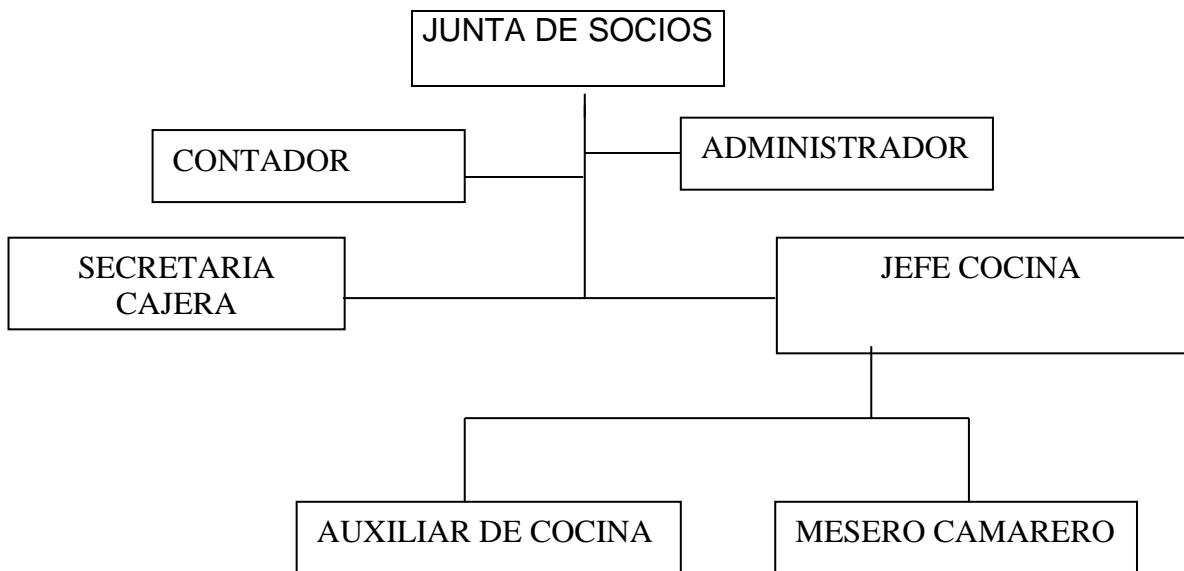 JUNTA DE SOCIOS
CONTADOR
ADMINISTRADOR
SECRETARIA
CAJERA
JEFE COCINA
AUXILIAR DE COCINA
MESERO CAMARERO